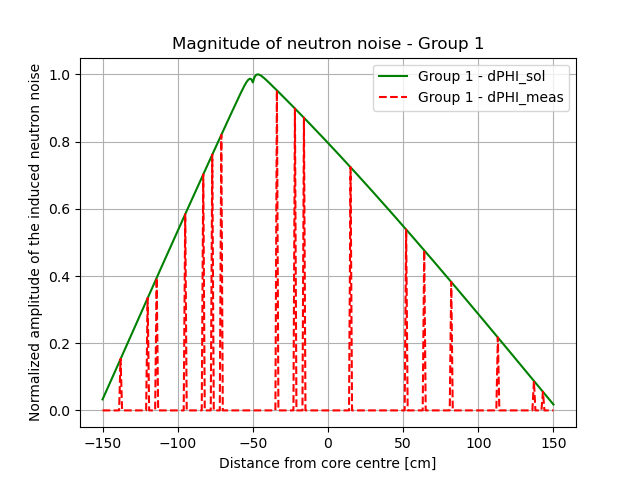 Magnitude of neutron noise - Group 1
Normalized amplitude of the induced neutron noise
1.0
0.8
0.6
0.4
0.2
0.0
Group 1 - dPHI_sol
Group 1 - dPHI_meas
−150
−100
−50
0
50
100
150
Distance from core centre [cm]